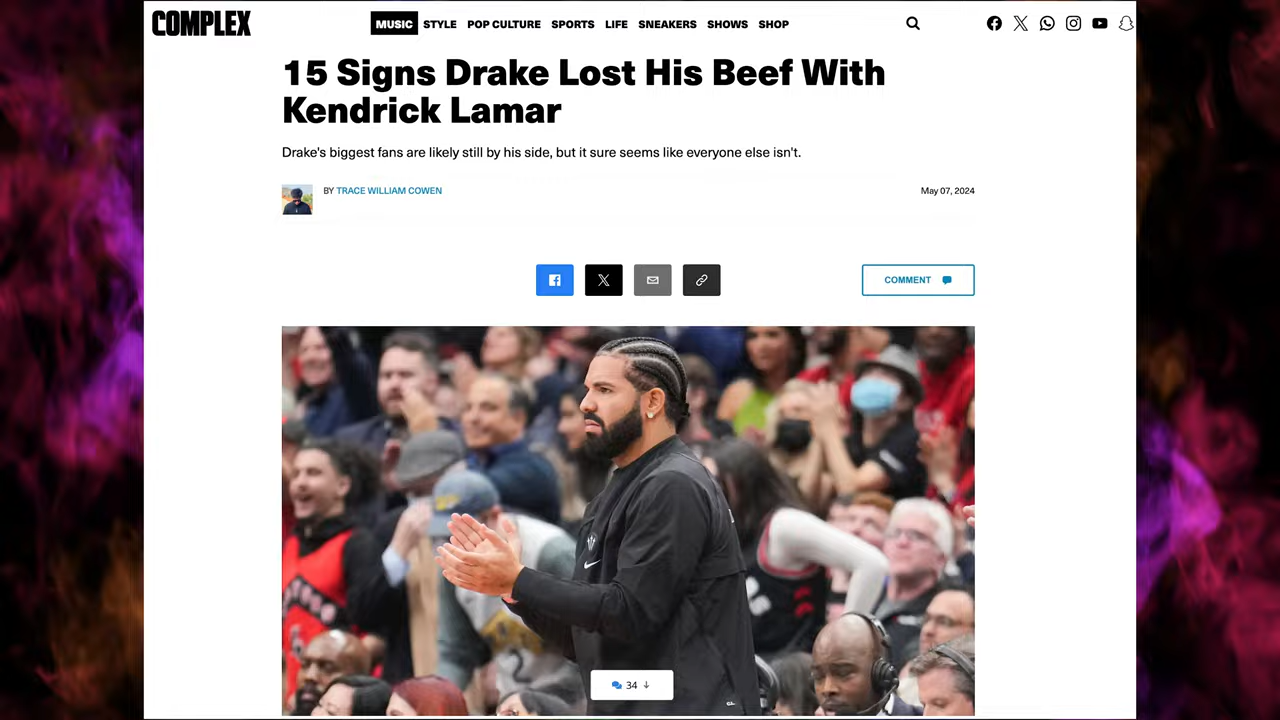 COMPLEX
MUSIC STYLE POP CULTURE SPORTS LIFE SNEAKERS SHOWS SHOP
15 Signs Drake Lost His Beef With
Kendrick Lamar
Drake's biggest fans are likely still by his side, but it sure seems like everyone else isn't.
BY TRACE WILLIAM COWEN
May 07, 2024
COMMENT
34